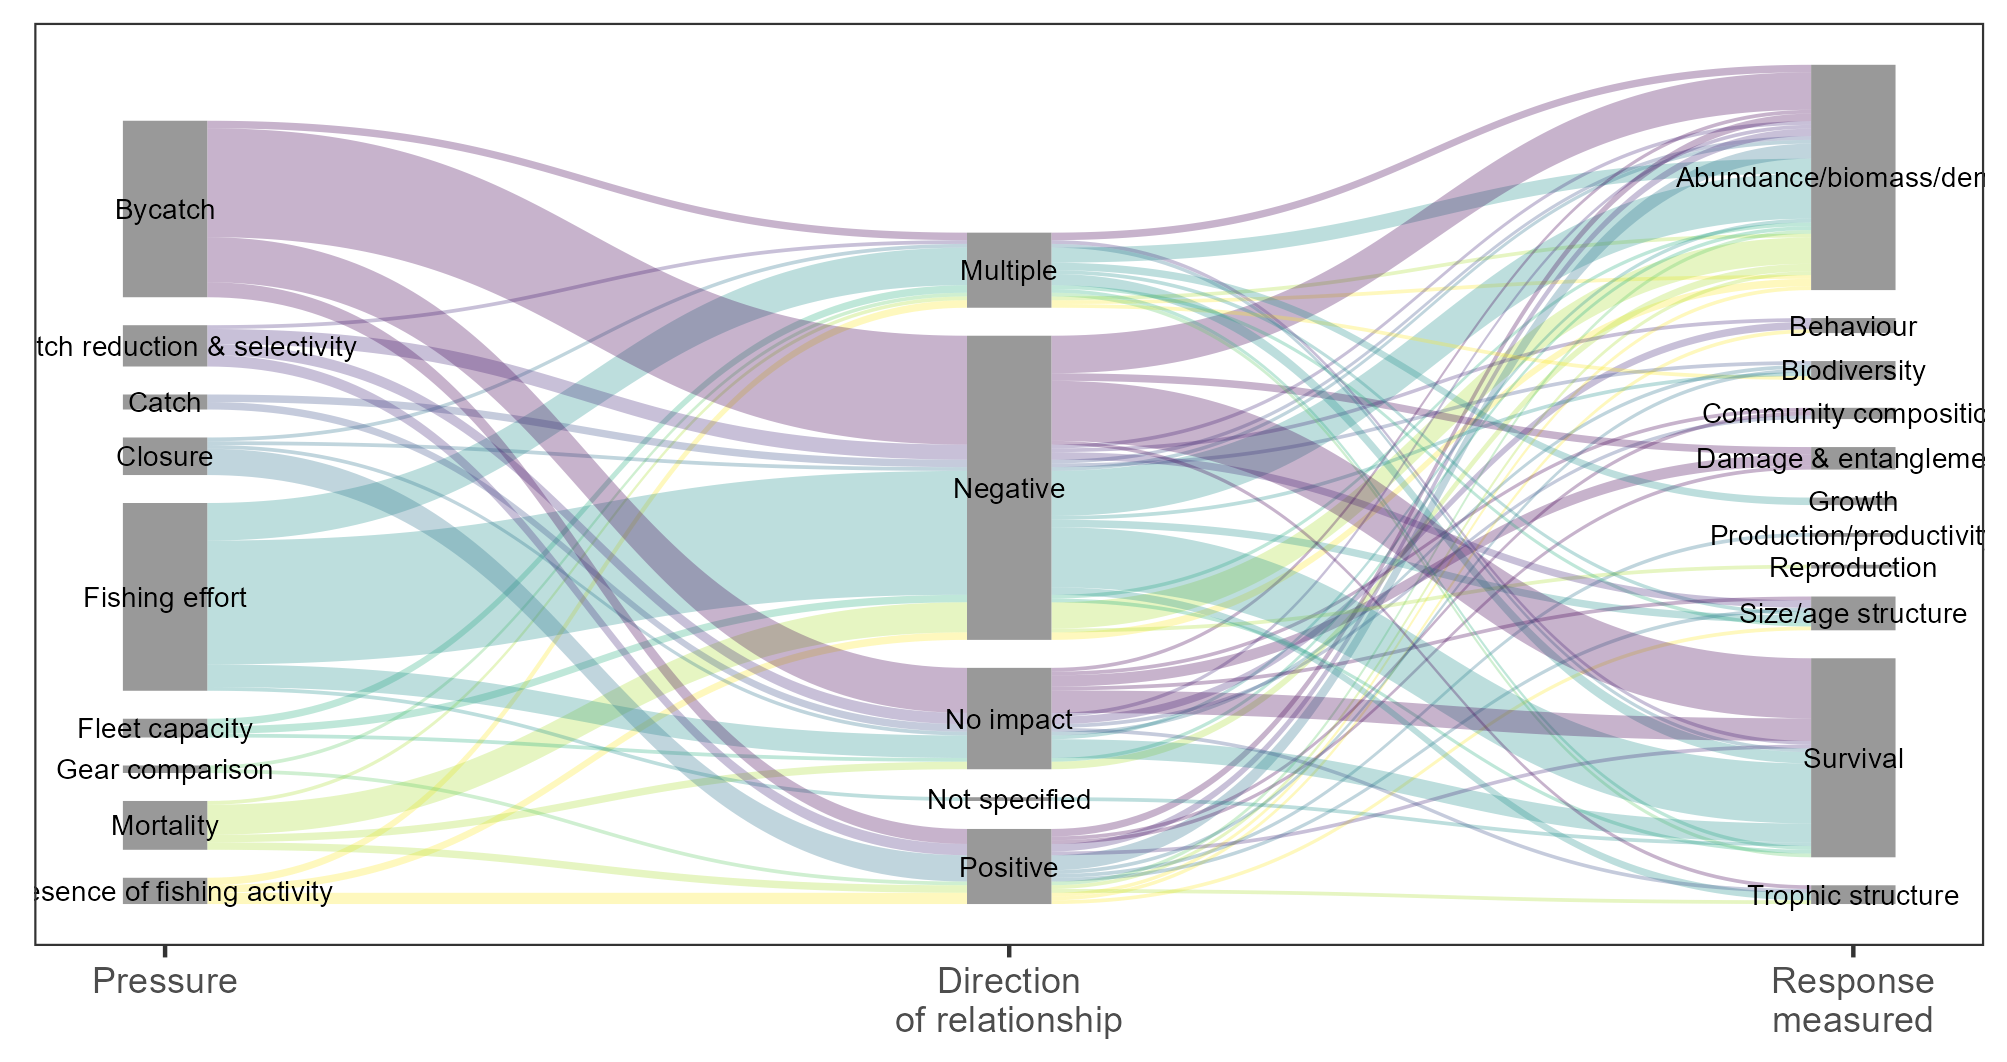 Bycatch
tch reduction & selectivity
Catch
Closure
Fishing effort
Fleet capacity
Gear comparison
Mortality
esence of fishing activity
Multiple
Negative
No impact
Not specified
Positive
Abundance/biomass/den
Behaviour
Biodiversity
Community compositic
Damage & entangleme
Growth
Production/productivit
Reproduction
Size/age structure
Survival
Trophic structure
Pressure
Direction
of relationship
Response
measured